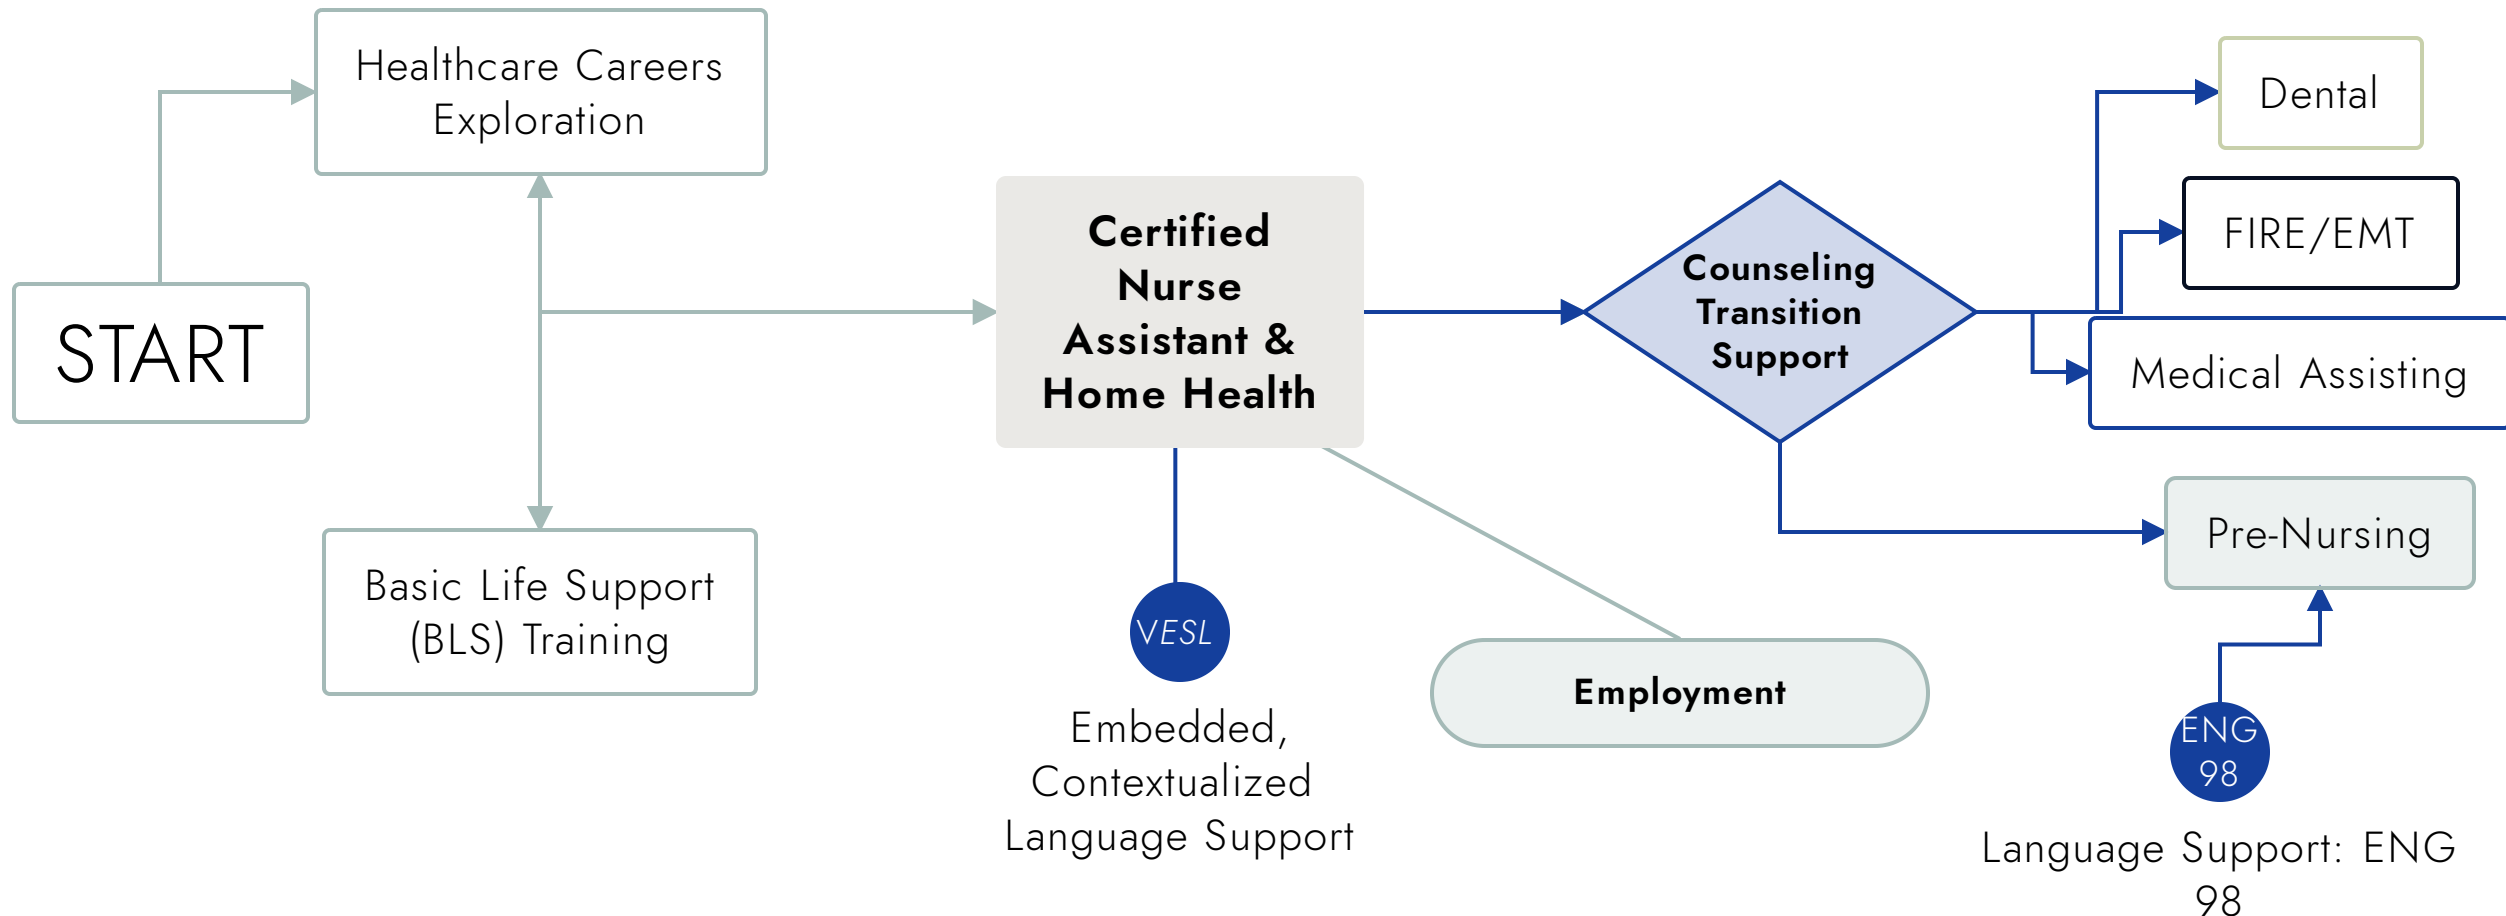 START
Healthcare Careers
Exploration
Basic Life Support
(BLS) Training
Certified
Nurse
Assistant &
Home Health
VESL
Embedded,
Contextualized
Language Support
Employment
Counseling
Transition
Support
Dental
FIRE/EMT
Medical Assisting
Pre-Nursing
ENG
98
Language Support: ENG
98